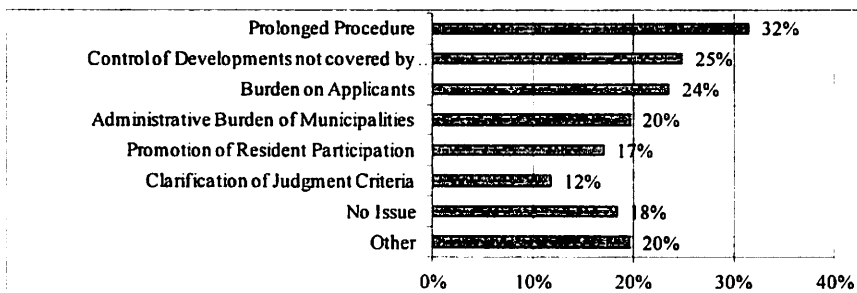 Prolonged Procedure 32%
Control of Developments not covered by .. 25%
Burden on Applicants 24%
Administrative Burden of Municipalities 20%
Promotion of Resident Participation 17%
Clarification of Judgment Criteria 12%
No Issue 18%
Other 20%
0% 10% 20% 30% 40%